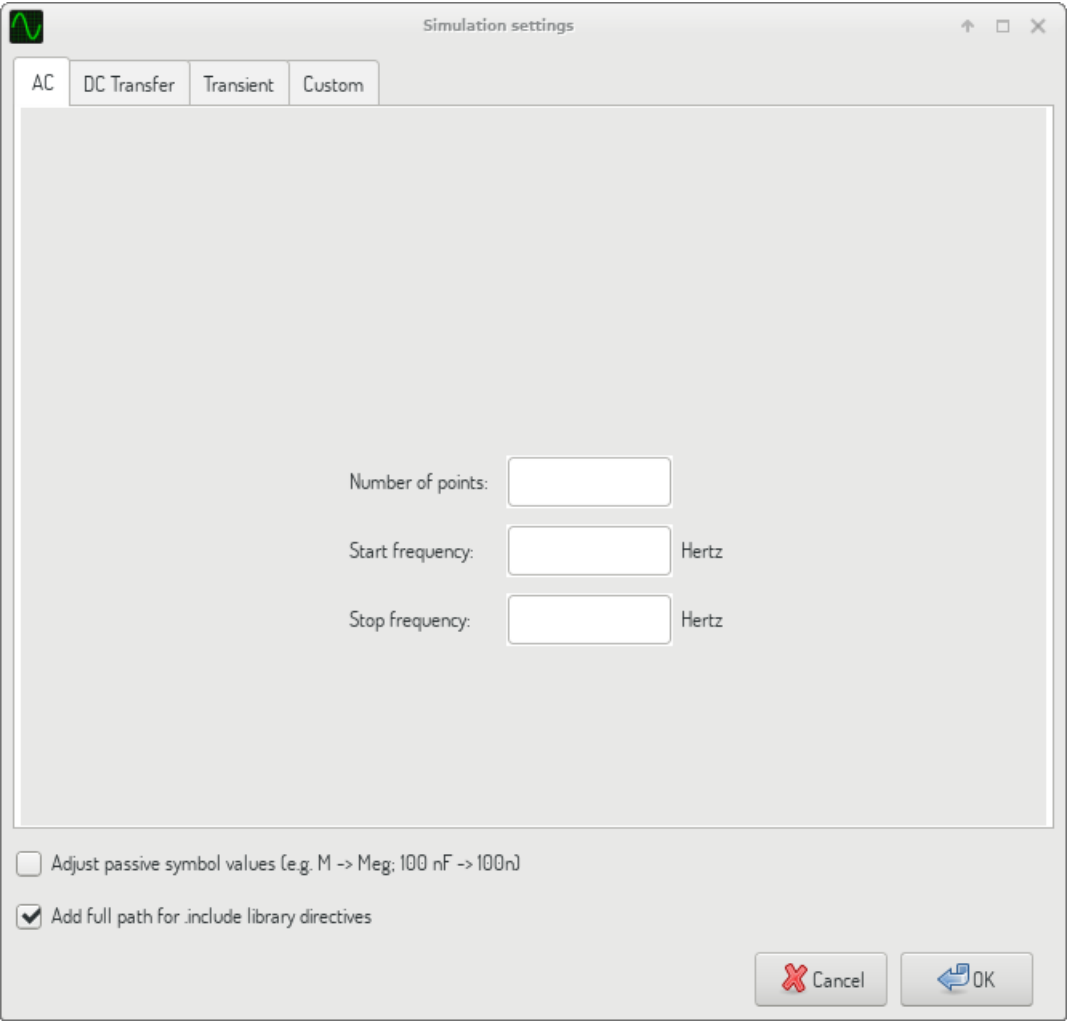 Simulation settings
AC DC Transfer Transient Custom
Number of points:
Start frequency: Hertz
Stop frequency: Hertz
Adjust passive symbol values (e.g. M -> Meg; 100 nF -> 100n)
Add full path for .include library directives
Cancel OK